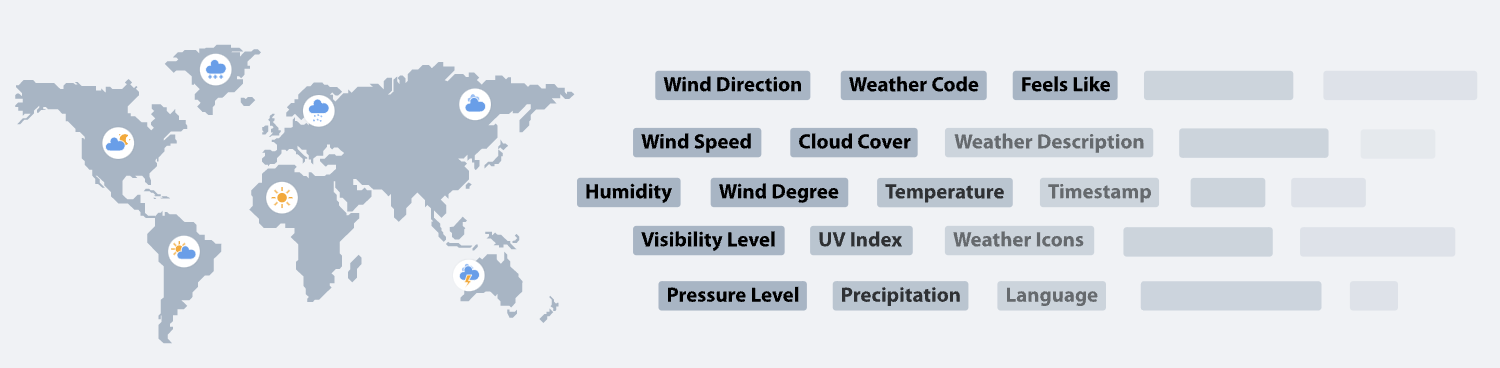 Wind Direction Weather Code Feels Like
Wind Speed Cloud Cover Weather Description
Humidity Wind Degree Temperature Timestamp
Visibility Level UV Index Weather Icons
Pressure Level Precipitation Language